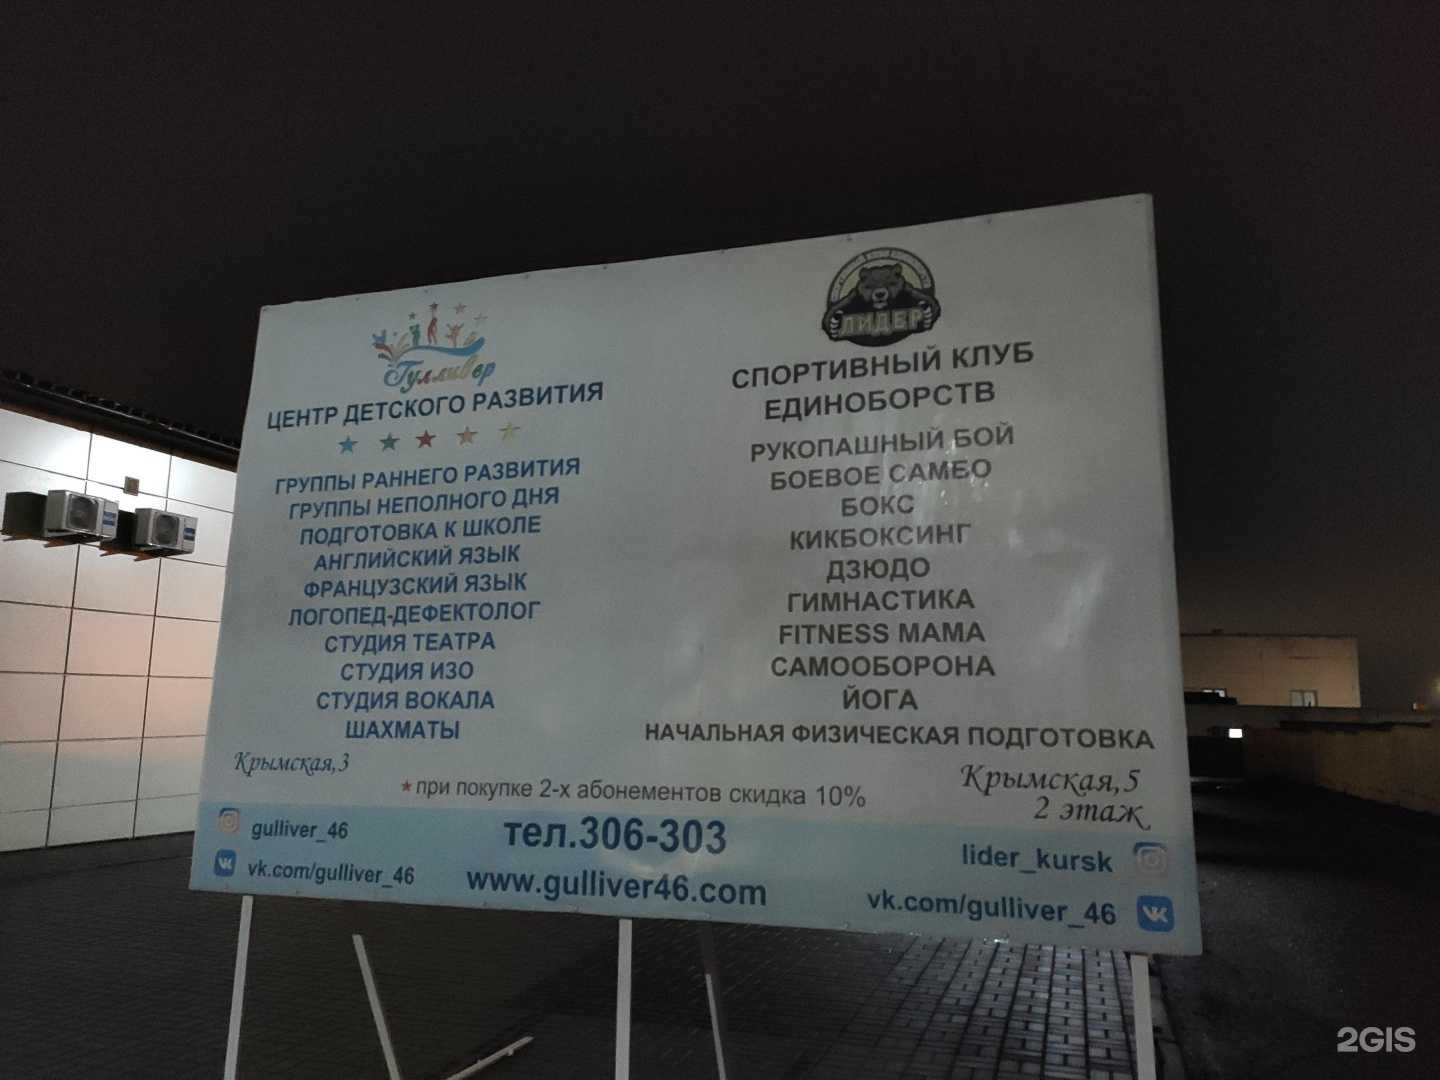 Гулливер
ЦЕНТР ДЕТСКОГО РАЗВИТИЯ
ГРУППЫ РАННЕГО РАЗВИТИЯ
ГРУППЫ НЕПОЛНОГО ДНЯ
ПОДГОТОВКА К ШКОЛЕ
АНГЛИЙСКИЙ ЯЗЫК
ФРАНЦУЗСКИЙ ЯЗЫК
ЛОГОПЕД-ДЕФЕКТОЛОГ
СТУДИЯ ТЕАТРА
СТУДИЯ ИЗО
СТУДИЯ ВОКАЛА
ШАХМАТЫ
Крымская,3
ЛИДЕР
СПОРТИВНЫЙ КЛУБ
ЕДИНОБОРСТВ
РУКОПАШНЫЙ БОЙ
БОЕВОЕ САМБО
БОКС
КИКБОКСИНГ
ДЗЮДО
ГИМНАСТИКА
FITNESS МАМА
САМООБОРОНА
ЙОГА
НАЧАЛЬНАЯ ФИЗИЧЕСКАЯ ПОДГОТОВКА
Крымская,5
2 этаж
*при покупке 2-х абонементов скидка 10%
gulliver_46
vk.com/gulliver_46
тел.306-303
www.gulliver46.com
lider_kursk
vk.com/gulliver_46
2GIS